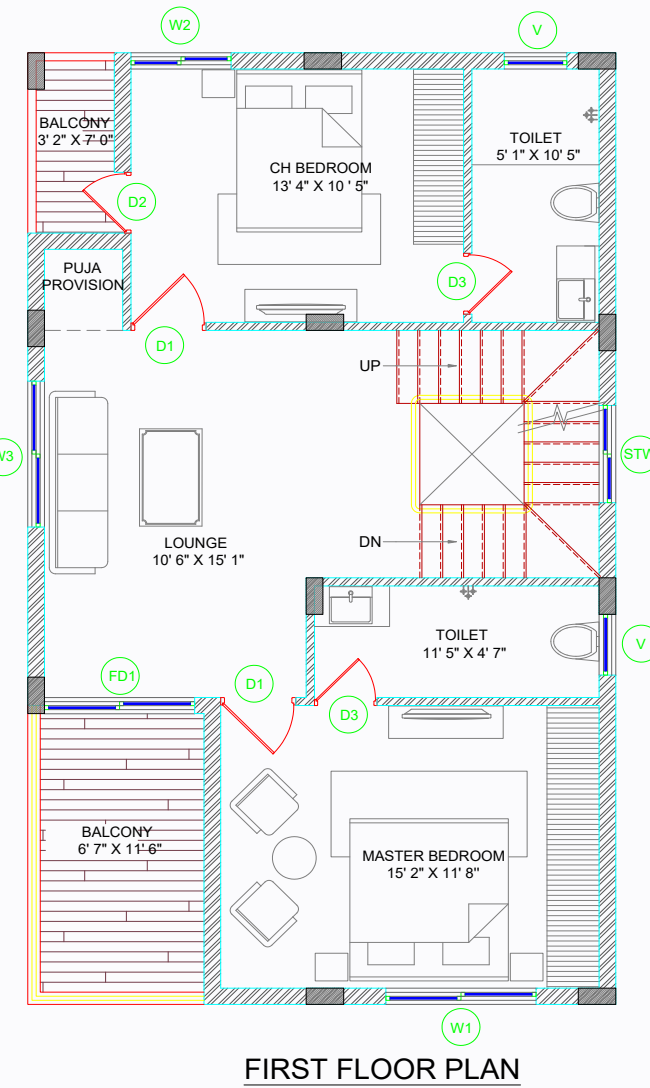 W2
V
BALCONY
3' 2" X 7' 0"
TOILET
5' 1" X 10' 5"
CH BEDROOM
13' 4" X 10 ' 5"
D2
PUJA
PROVISION
D3
D1
UP
W3
STW
DN
LOUNGE
10' 6" X 15' 1"
TOILET
11' 5" X 4' 7"
V
FD1
D1
D3
BALCONY
6' 7" X 11' 6"
MASTER BEDROOM
15' 2" X 11' 8"
W1
FIRST FLOOR PLAN